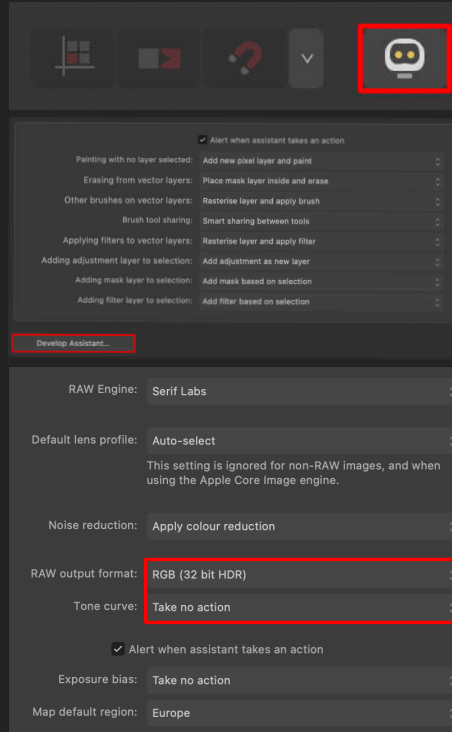 Alert when assistant takes an action
Painting with no layer selected: Add new pixel layer and paint
Erasing from vector layers: Place mask layer inside and erase
Other brushes on vector layers: Rasterise layer and apply brush
Brush tool sharing: Smart sharing between tools
Applying filters to vector layers: Rasterise layer and apply filter
Adding adjustment layer to selection: Add adjustment as new layer
Adding mask layer to selection: Add mask based on selection
Adding filter layer to selection: Add filter based on selection
Develop Assistant...
RAW Engine: Serif Labs
Default lens profile: Auto-select
This setting is ignored for non-RAW images, and when
using the Apple Core Image engine.
Noise reduction: Apply colour reduction
RAW output format: RGB (32 bit HDR)
Tone curve: Take no action
Alert when assistant takes an action
Exposure bias: Take no action
Map default region: Europe